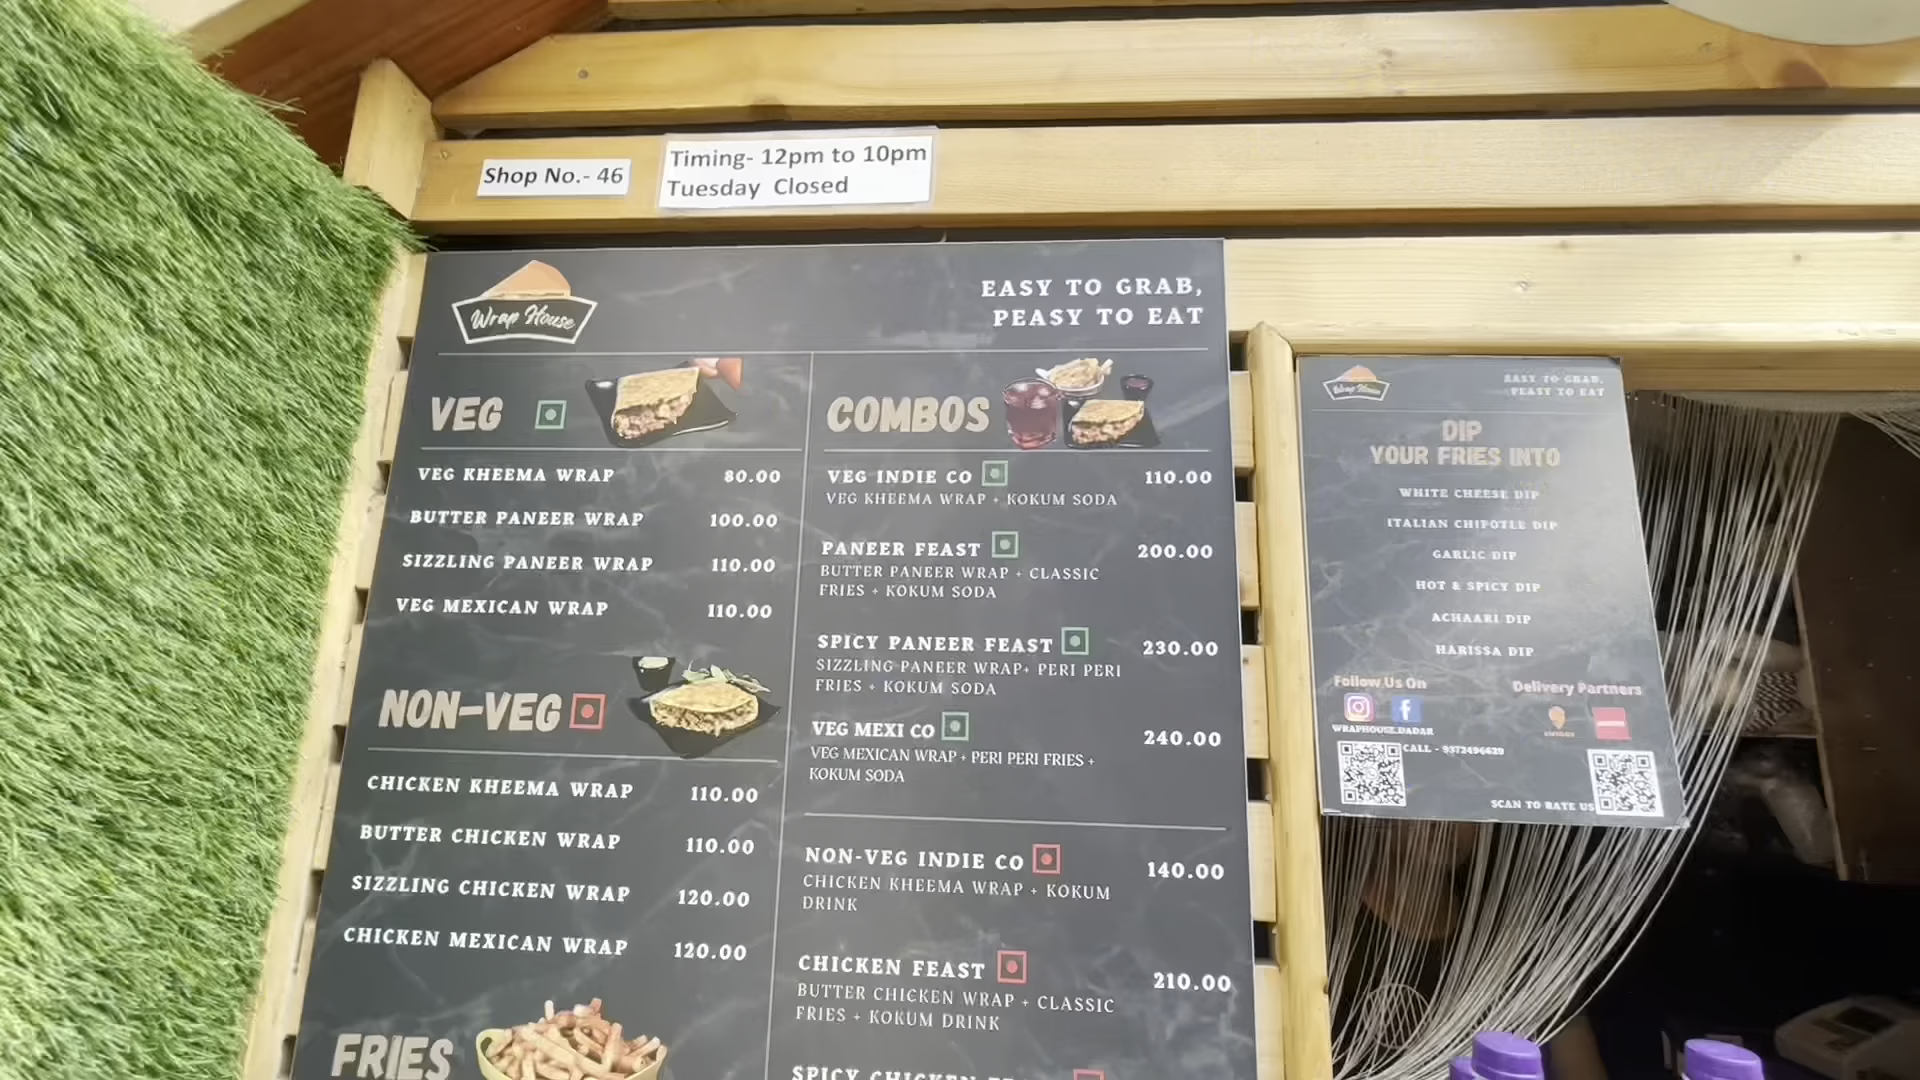 Shop No.- 46
Timing- 12pm to 10pm
Tuesday Closed
Wrap House
EASY TO GRAB,
PEASY TO EAT
VEG
VEG KHEEMA WRAP 80.00
BUTTER PANEER WRAP 100.00
SIZZLING PANEER WRAP 110.00
VEG MEXICAN WRAP 110.00
NON-VEG
CHICKEN KHEEMA WRAP 110.00
BUTTER CHICKEN WRAP 110.00
SIZZLING CHICKEN WRAP 120.00
CHICKEN MEXICAN WRAP 120.00
FRIES
COMBOS
VEG INDIE CO 110.00
VEG KHEEMA WRAP + KOKUM SODA
PANEER FEAST 200.00
BUTTER PANEER WRAP + CLASSIC
FRIES + KOKUM SODA
SPICY PANEER FEAST 230.00
SIZZLING PANEER WRAP+ PERI PERI
FRIES + KOKUM SODA
VEG MEXI CO 240.00
VEG MEXICAN WRAP + PERI PERI FRIES +
KOKUM SODA
NON-VEG INDIE CO 140.00
CHICKEN KHEEMA WRAP + KOKUM
DRINK
CHICKEN FEAST 210.00
BUTTER CHICKEN WRAP + CLASSIC
FRIES + KOKUM DRINK
SPICY CHICKEN
Wrap House
EASY TO GRAB,
PEASY TO EAT
DIP
YOUR FRIES INTO
WHITE CHEESE DIP
ITALIAN CHIPOTLE DIP
GARLIC DIP
HOT & SPICY DIP
ACHAARI DIP
HARISSA DIP
Follow Us On
WRAPHOUSE.DADAR
Delivery Partners
CALL - 9372496629
SCAN TO RATE US